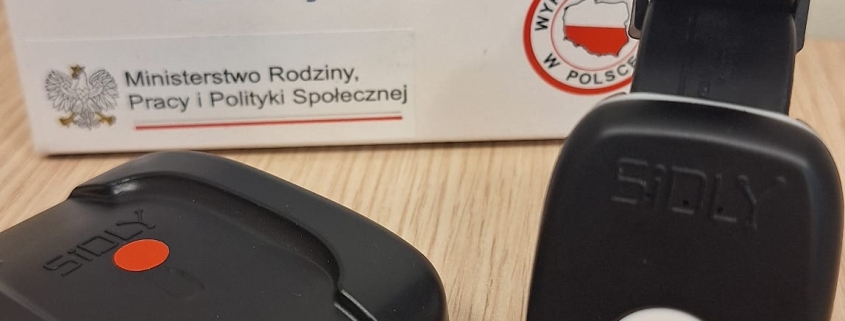 Ministerstwo Rodziny,
Pracy i Polityki Społecznej
W POLSCE
SiDLY
SiDLY